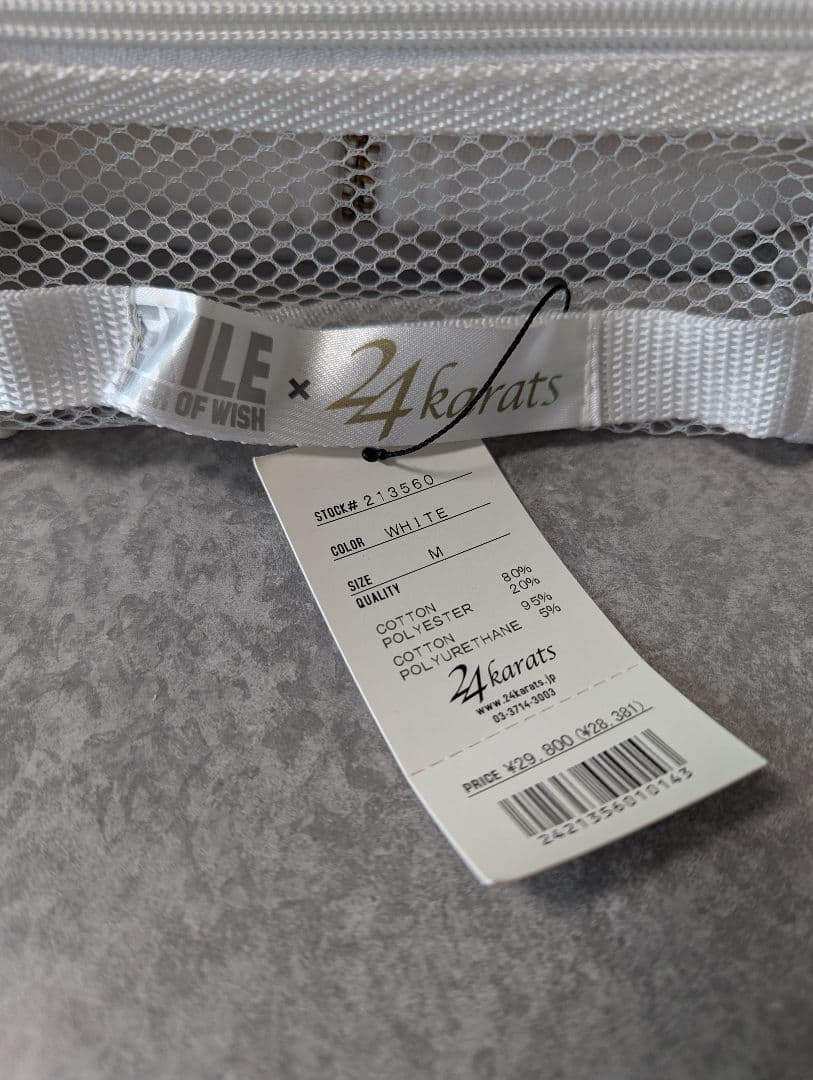 ILE
OF WISH
×
24karats
STOCK# 213560
COLOR WHITE
SIZE M
QUALITY
COTTON 80%
POLYESTER 20%
COTTON 95%
POLYURETHANE 5%
24karats
www.24karats.jp
03-3714-3003
PRICE ¥29,800 (¥28,381)
2421356010143